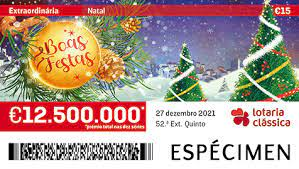 Extraordinária
Natal
€15
Boas
Festas
€12.500.000*
*prémio total nas dez séries
27 dezembro 2021
52.ª Ext. Quinto
lotaria
clássica
ESPÉCIMEN